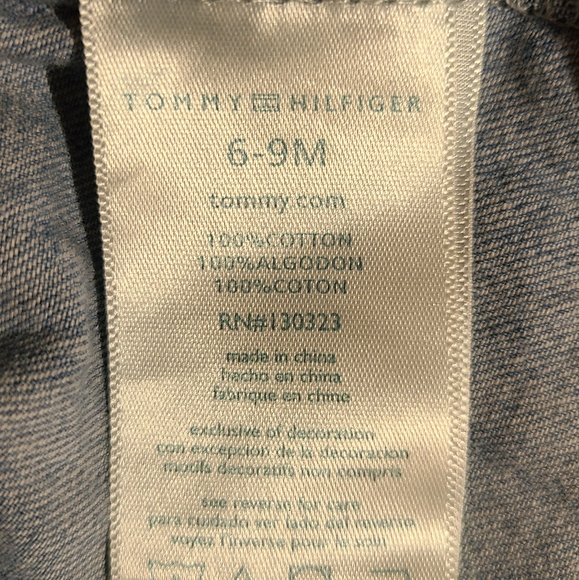 TOMMY HILFIGER
6-9M
tommy.com
100%COTTON
100%ALGODON
100%COTON
RN#130323
made in china
hecho en china
fabrique en chine
exclusive of decoration
con excepción de la decoracion
motifs decoratifs non compris
see reverse for care
para cuidado ver lado del reverso
voyez l'inverse pour le soin